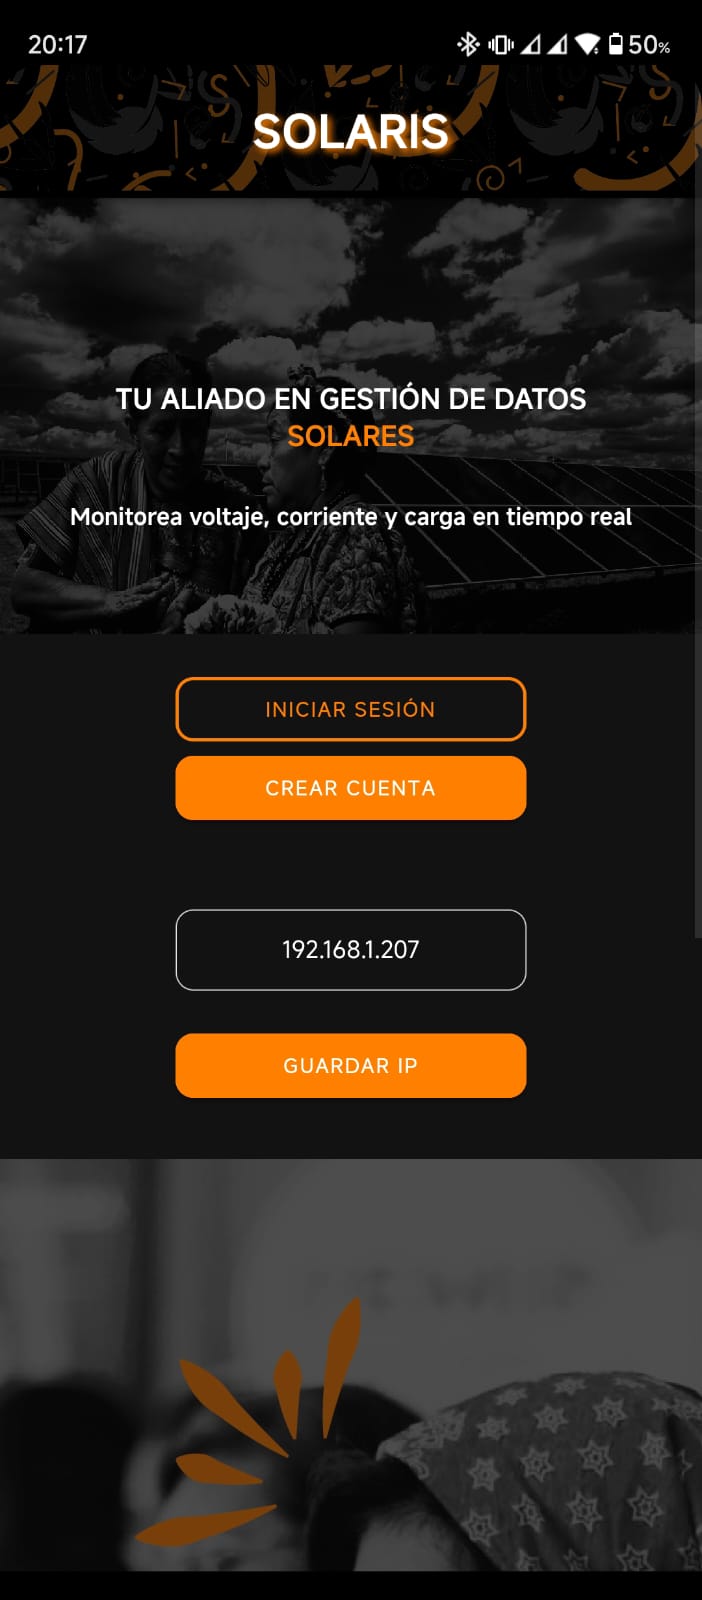 20:17
50%
SOLARIS
TU ALIADO EN GESTIÓN DE DATOS
SOLARES
Monitorea voltaje, corriente y carga en tiempo real
INICIAR SESIÓN
CREAR CUENTA
192.168.1.207
GUARDAR IP